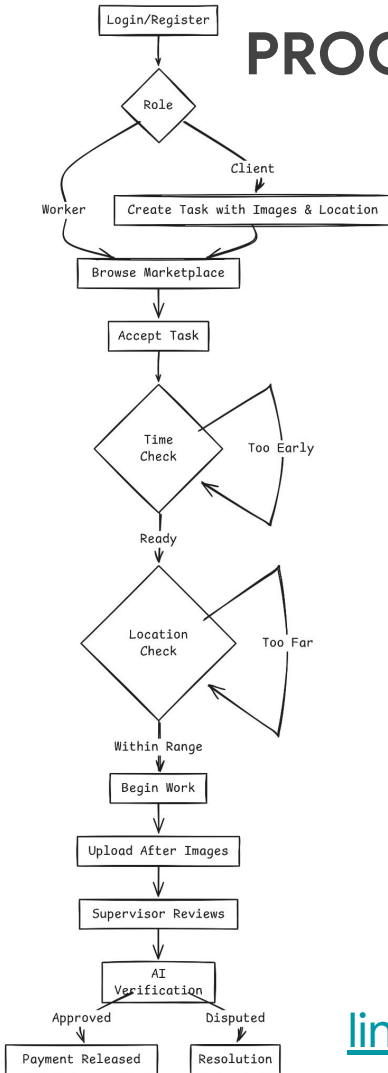 Login/Register
PROC
Role
Client
Worker
Create Task with Images & Location
Browse Marketplace
Accept Task
Time
Check
Too Early
Ready
Location
Check
Too Far
Within Range
Begin Work
Upload After Images
Supervisor Reviews
AI
Verification
Approved
Disputed
Payment Released
Resolution